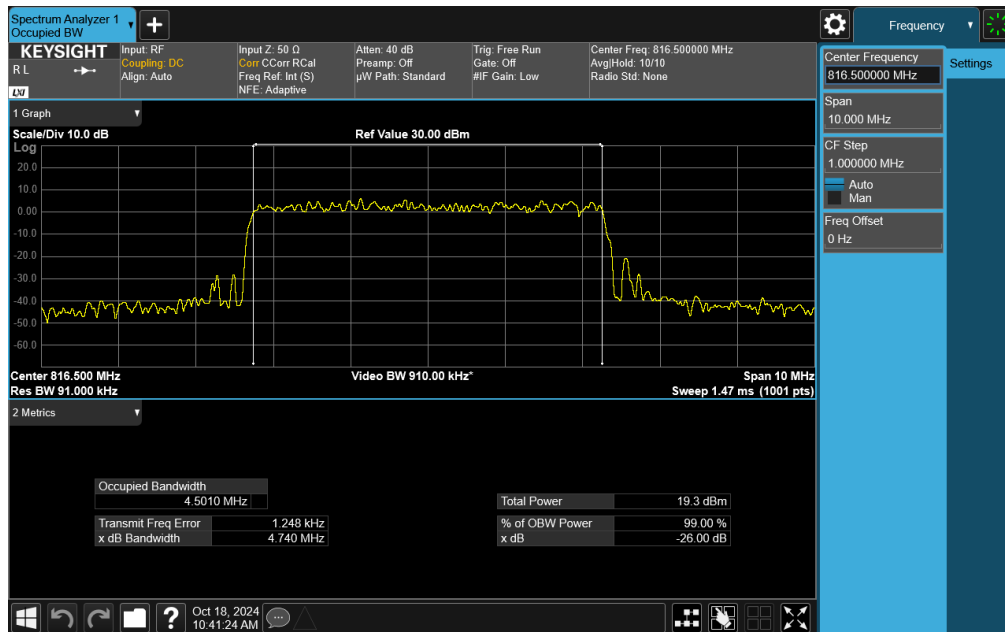 Spectrum Analyzer 1
Occupied BW
Frequency
KEYSIGHT
R L
LXI
Input: RF
Coupling: DC
Align: Auto
Input Z: 50 Ω
Corr CCorr RCal
Freq Ref: Int (S)
NFE: Adaptive
Atten: 40 dB
Preamp: Off
µW Path: Standard
Trig: Free Run
Gate: Off
#IF Gain: Low
Center Freq: 816.500000 MHz
Avg|Hold: 10/10
Radio Std: None
Center Frequency
816.500000 MHz
Settings
Span
10.000 MHz
CF Step
1.000000 MHz
Auto
Man
Freq Offset
0 Hz
1 Graph
Scale/Div 10.0 dB
Ref Value 30.00 dBm
Log
20.0
10.0
0.00
-10.0
-20.0
-30.0
-40.0
-50.0
-60.0
Center 816.500 MHz
Video BW 910.00 kHz*
Span 10 MHz
Res BW 91.000 kHz
Sweep 1.47 ms (1001 pts)
2 Metrics
Occupied Bandwidth
4.5010 MHz
Total Power 19.3 dBm
Transmit Freq Error 1.248 kHz
% of OBW Power 99.00 %
x dB Bandwidth 4.740 MHz
x dB -26.00 dB
Oct 18, 2024
10:41:24 AM